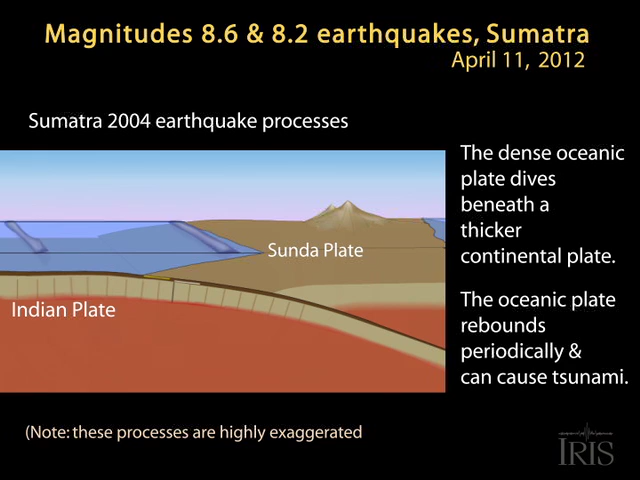 Magnitudes 8.6 & 8.2 earthquakes, Sumatra
April 11, 2012
Sumatra 2004 earthquake processes
The dense oceanic
plate dives
beneath a
thicker
continental plate.
Sunda Plate
The oceanic plate
rebounds
periodically &
can cause tsunami.
Indian Plate
(Note: these processes are highly exaggerated
IRIS